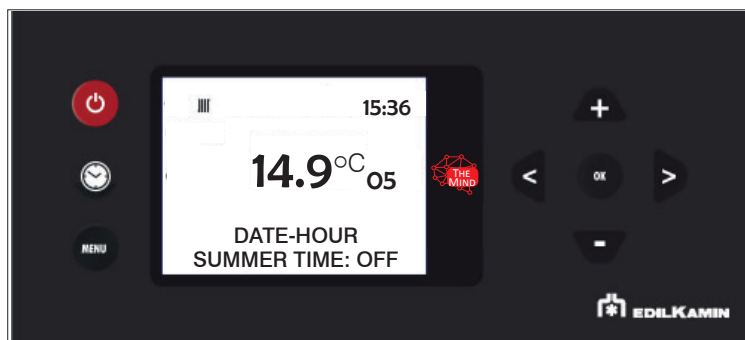 15:36
14.9°C 05
THE
MIND
DATE-HOUR
SUMMER TIME: OFF
MENU
+
<
OK
>
-
EDILKAMIN